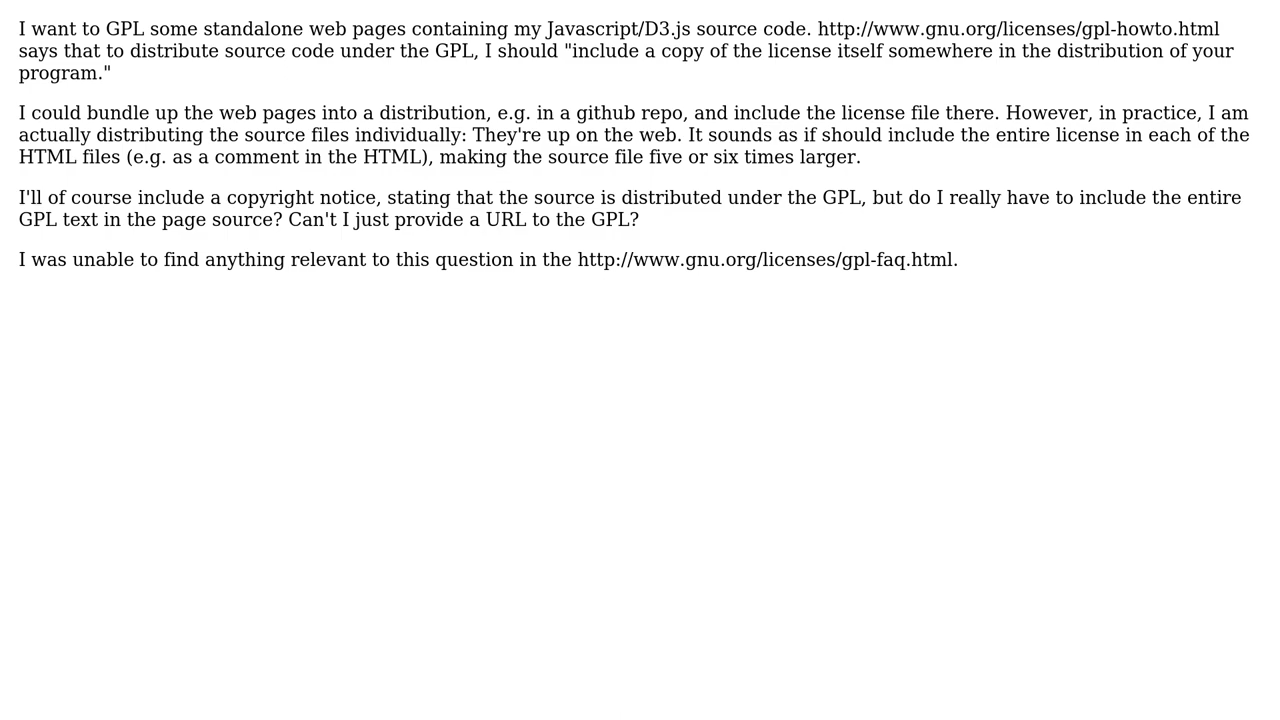 I want to GPL some standalone web pages containing my Javascript/D3.js source code. http://www.gnu.org/licenses/gpl-howto.html
says that to distribute source code under the GPL, I should "include a copy of the license itself somewhere in the distribution of your
program."
I could bundle up the web pages into a distribution, e.g. in a github repo, and include the license file there. However, in practice, I am
actually distributing the source files individually: They're up on the web. It sounds as if should include the entire license in each of the
HTML files (e.g. as a comment in the HTML), making the source file five or six times larger.
I'll of course include a copyright notice, stating that the source is distributed under the GPL, but do I really have to include the entire
GPL text in the page source? Can't I just provide a URL to the GPL?
I was unable to find anything relevant to this question in the http://www.gnu.org/licenses/gpl-faq.html.